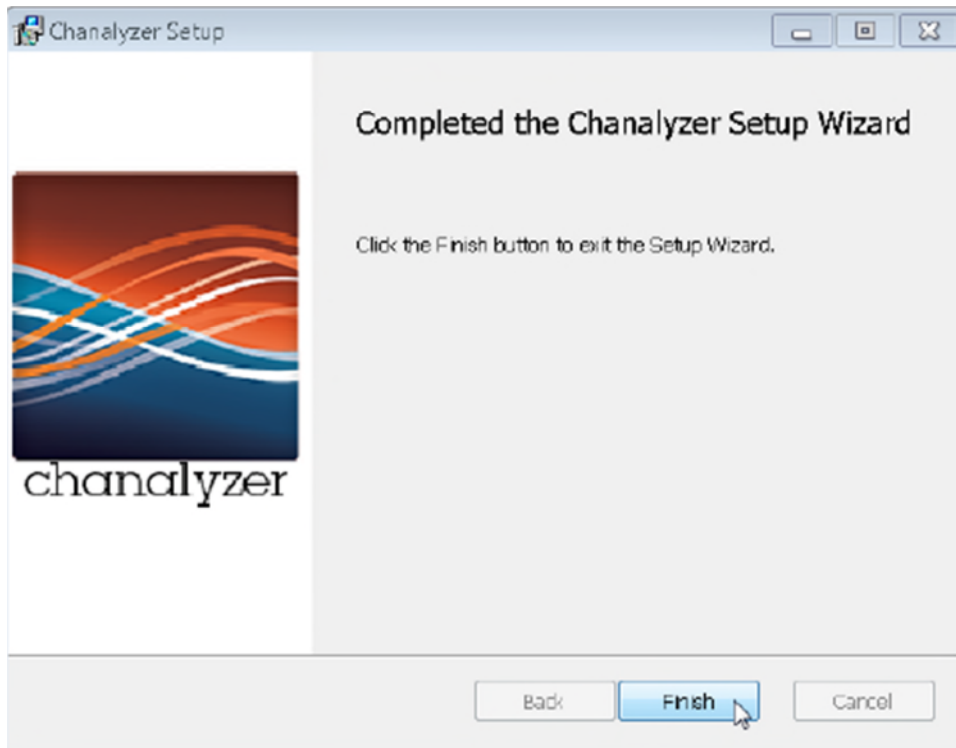 Chanalyzer Setup
Completed the Chanalyzer Setup Wizard
Click the Finish button to exit the Setup Wizard.
chanalyzer
Back Finish Cancel